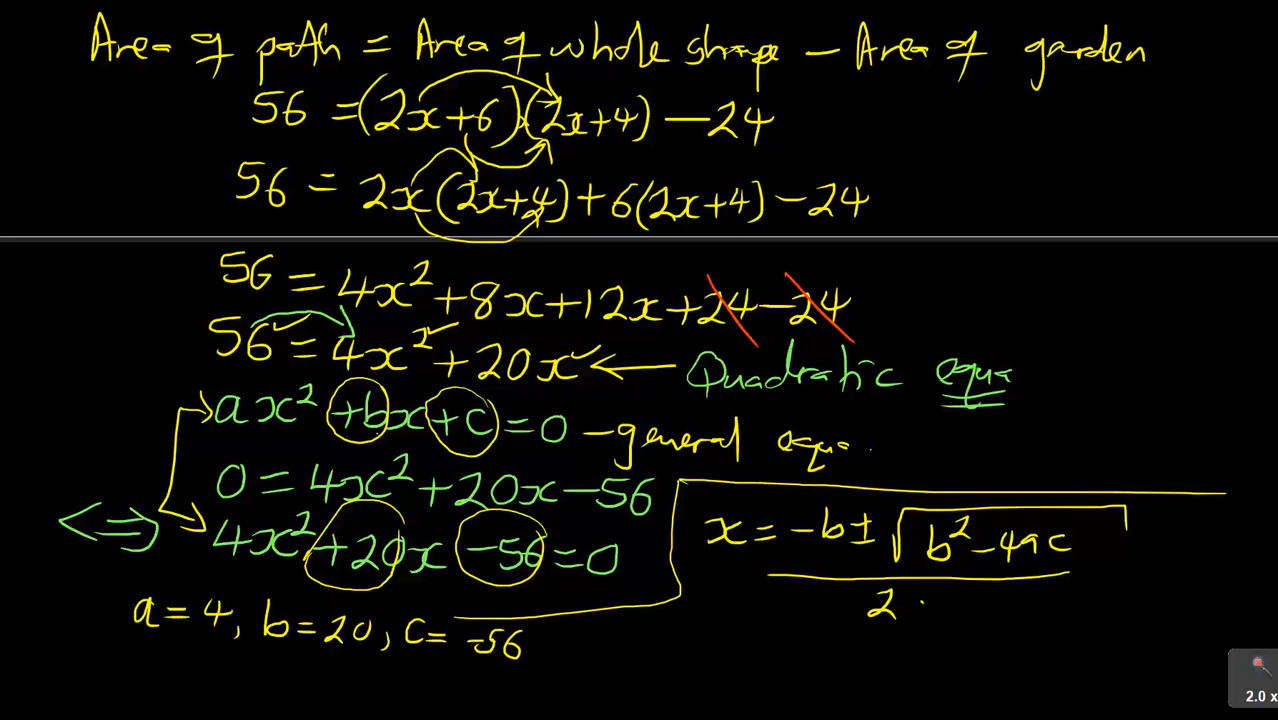 Area of path = Area of whole shape - Area of garden
56 = (2x+6)(2x+4) - 24
56 = 2x(2x+4) + 6(2x+4) - 24
56 = 4x² + 8x + 12x + 24 - 24
56 = 4x² + 20x ← Quadratic equa
ax² + bx + c = 0 - general equa.
0 = 4x² + 20x - 56
<=> 4x² + 20x - 56 = 0
a = 4, b = 20, c = -56
x = -b ± √b² - 4ac
2.
2.0 x